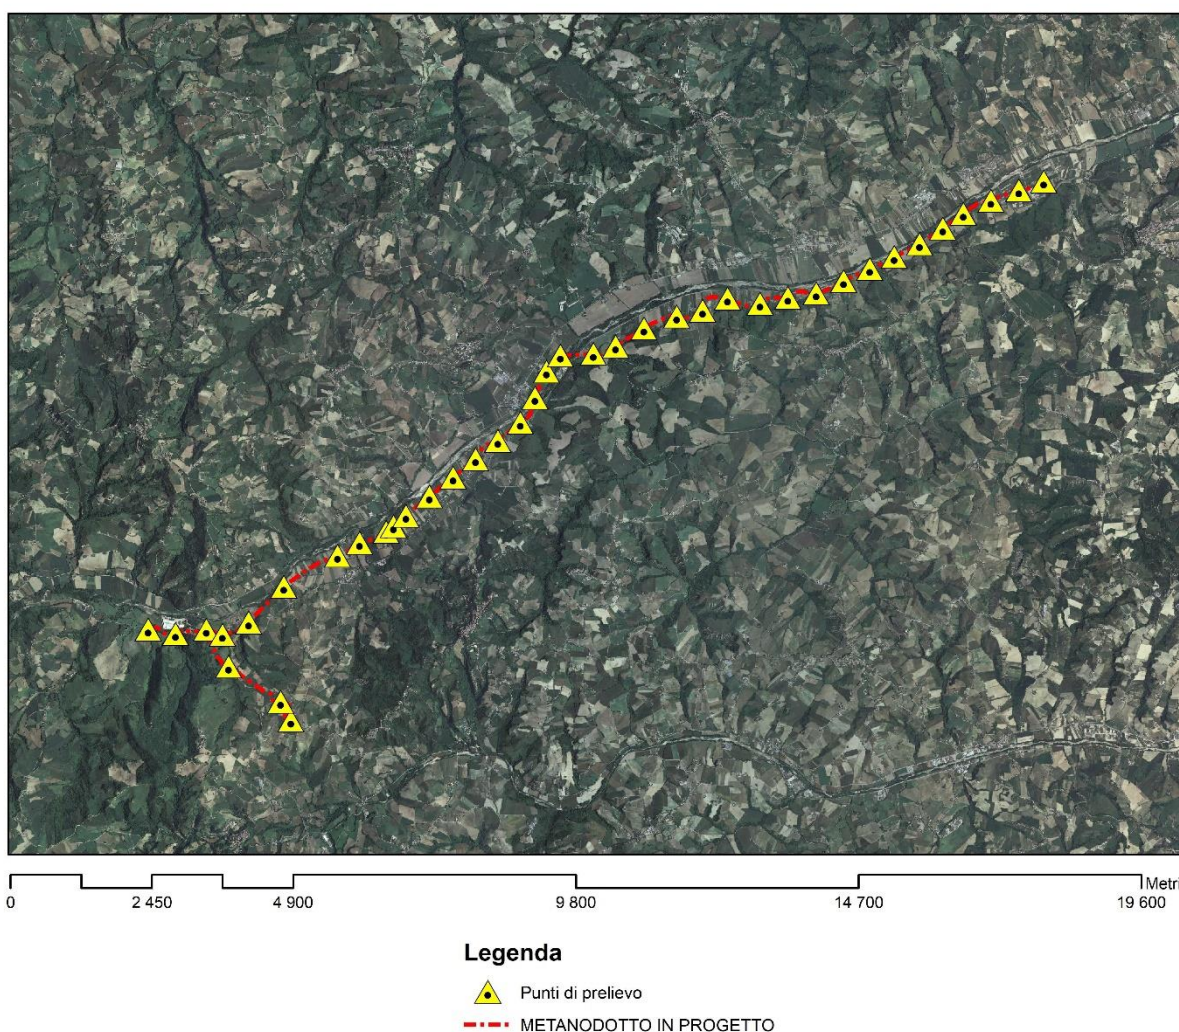 Metri
0 2 450 4 900 9 800 14 700 19 600
Legenda
Punti di prelievo
METANODOTTO IN PROGETTO